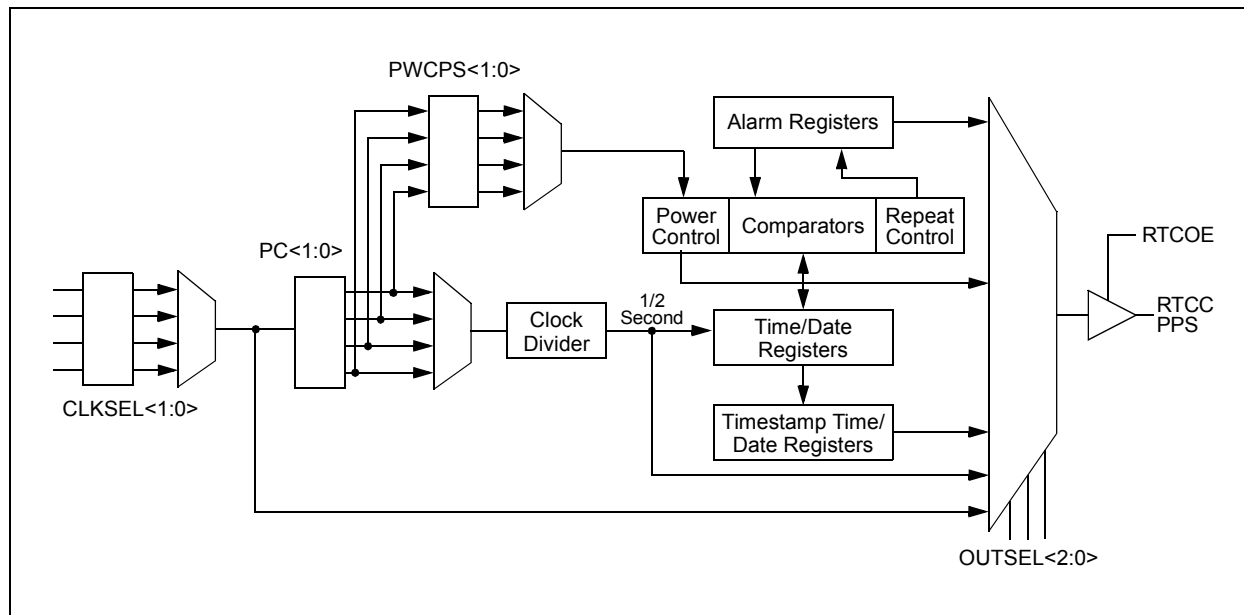 PWCPS<1:0>
Alarm Registers
Power
Control
Comparators
Repeat
Control
PC<1:0>
RTCOE
1/2
Second
Clock
Divider
Time/Date
Registers
RTCC
PPS
CLKSEL<1:0>
Timestamp Time/
Date Registers
OUTSEL<2:0>